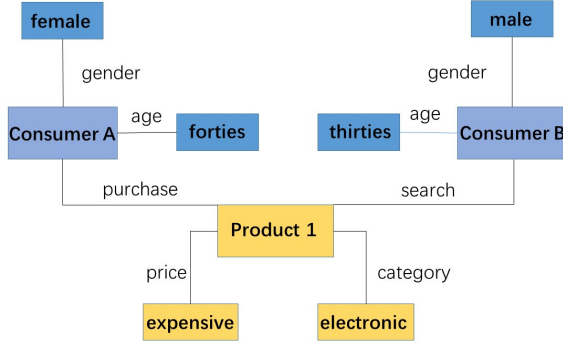 female
male
gender
gender
Consumer A
age
forties
thirties
age
Consumer B
purchase
search
Product 1
price
category
expensive
electronic